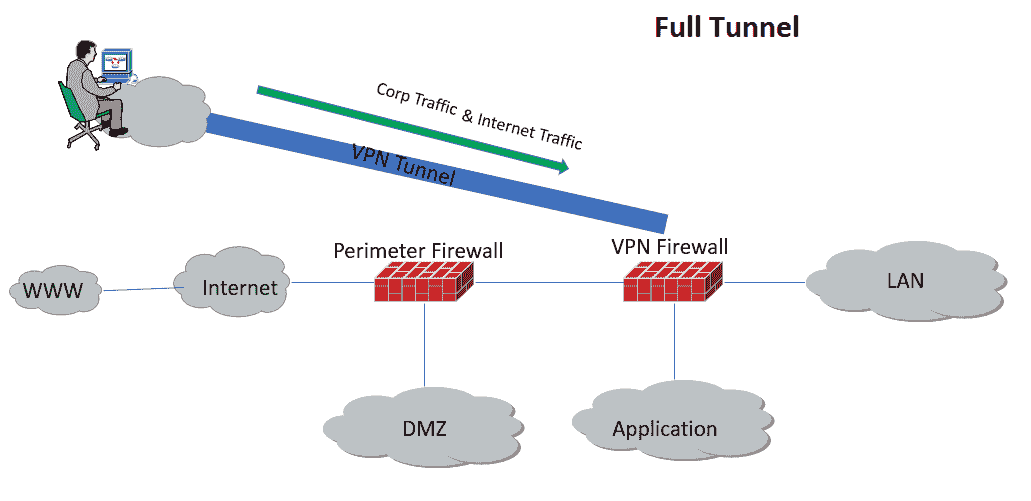 Full Tunnel
Corp Traffic & Internet Traffic
VPN Tunnel
Perimeter Firewall
VPN Firewall
WWW
Internet
LAN
DMZ
Application